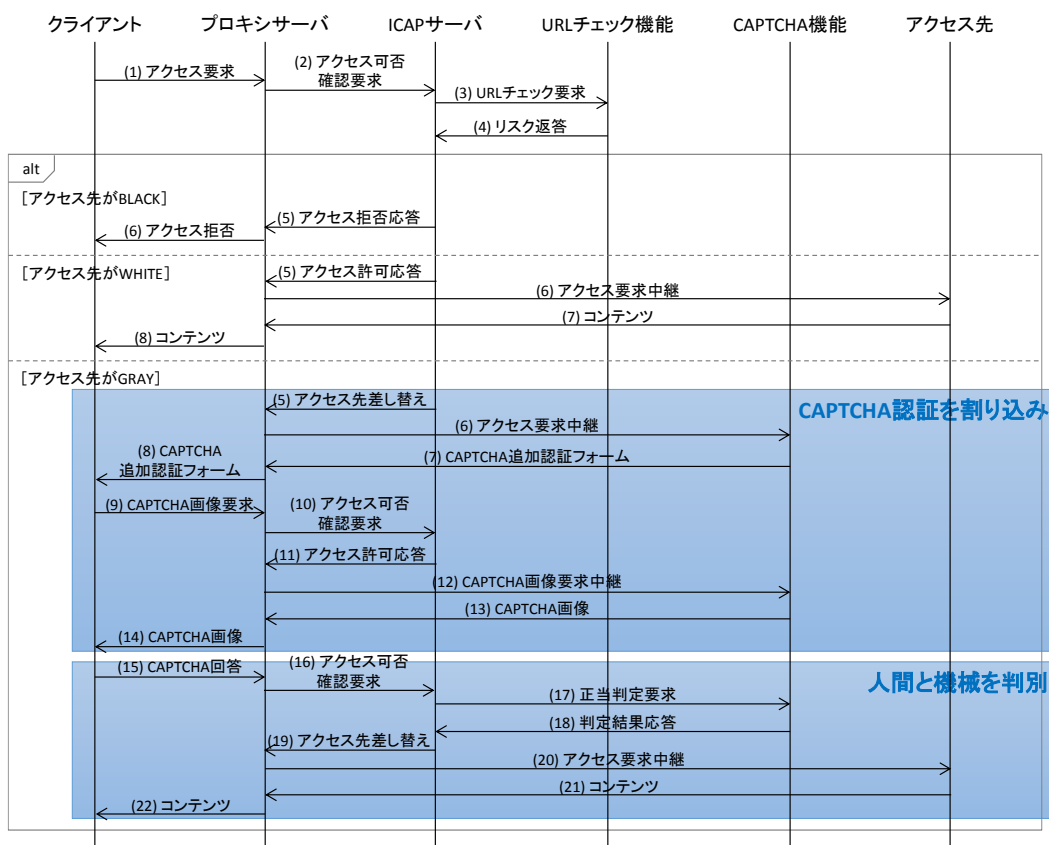 クライアント
プロキシサーバ
ICAPサーバ
URLチェック機能
CAPTCHA機能
アクセス先
(1) アクセス要求
(2) アクセス可否
確認要求
(3) URLチェック要求
(4) リスク返答
alt
[アクセス先がBLACK]
(5) アクセス拒否応答
(6) アクセス拒否
[アクセス先がWHITE]
(5) アクセス許可応答
(6) アクセス要求中継
(7) コンテンツ
(8) コンテンツ
[アクセス先がGRAY]
(5) アクセス先差し替え
CAPTCHA認証を割り込み
(6) アクセス要求中継
(7) CAPTCHA追加認証フォーム
(8) CAPTCHA
追加認証フォーム
(9) CAPTCHA画像要求
(10) アクセス可否
確認要求
(11) アクセス許可応答
(12) CAPTCHA画像要求中継
(13) CAPTCHA画像
(14) CAPTCHA画像
(15) CAPTCHA回答
(16) アクセス可否
確認要求
人間と機械を判別
(17) 正当判定要求
(18) 判定結果応答
(19) アクセス先差し替え
(20) アクセス要求中継
(21) コンテンツ
(22) コンテンツ